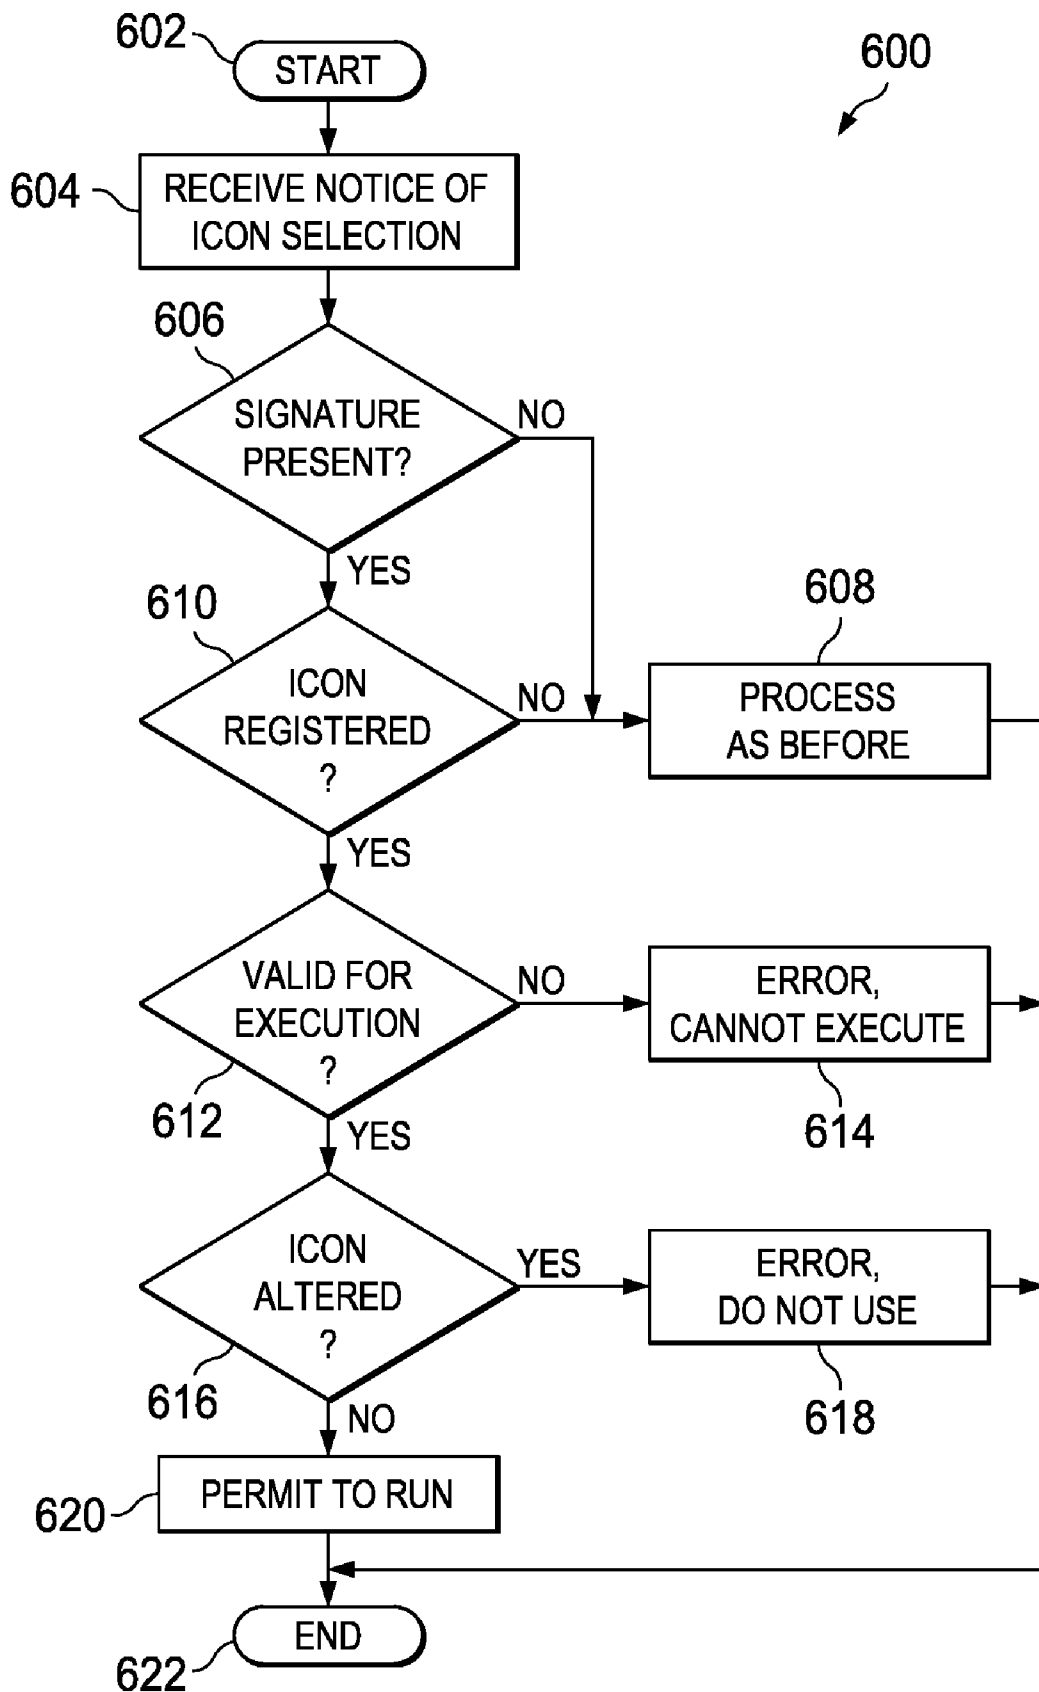 602
START
600
604
RECEIVE NOTICE OF
ICON SELECTION
606
SIGNATURE
PRESENT?
NO
YES
610
ICON
REGISTERED
?
NO
608
PROCESS
AS BEFORE
YES
VALID FOR
EXECUTION
?
NO
612
ERROR,
CANNOT EXECUTE
614
YES
ICON
ALTERED
?
YES
616
ERROR,
DO NOT USE
618
NO
PERMIT TO RUN
620
END
622